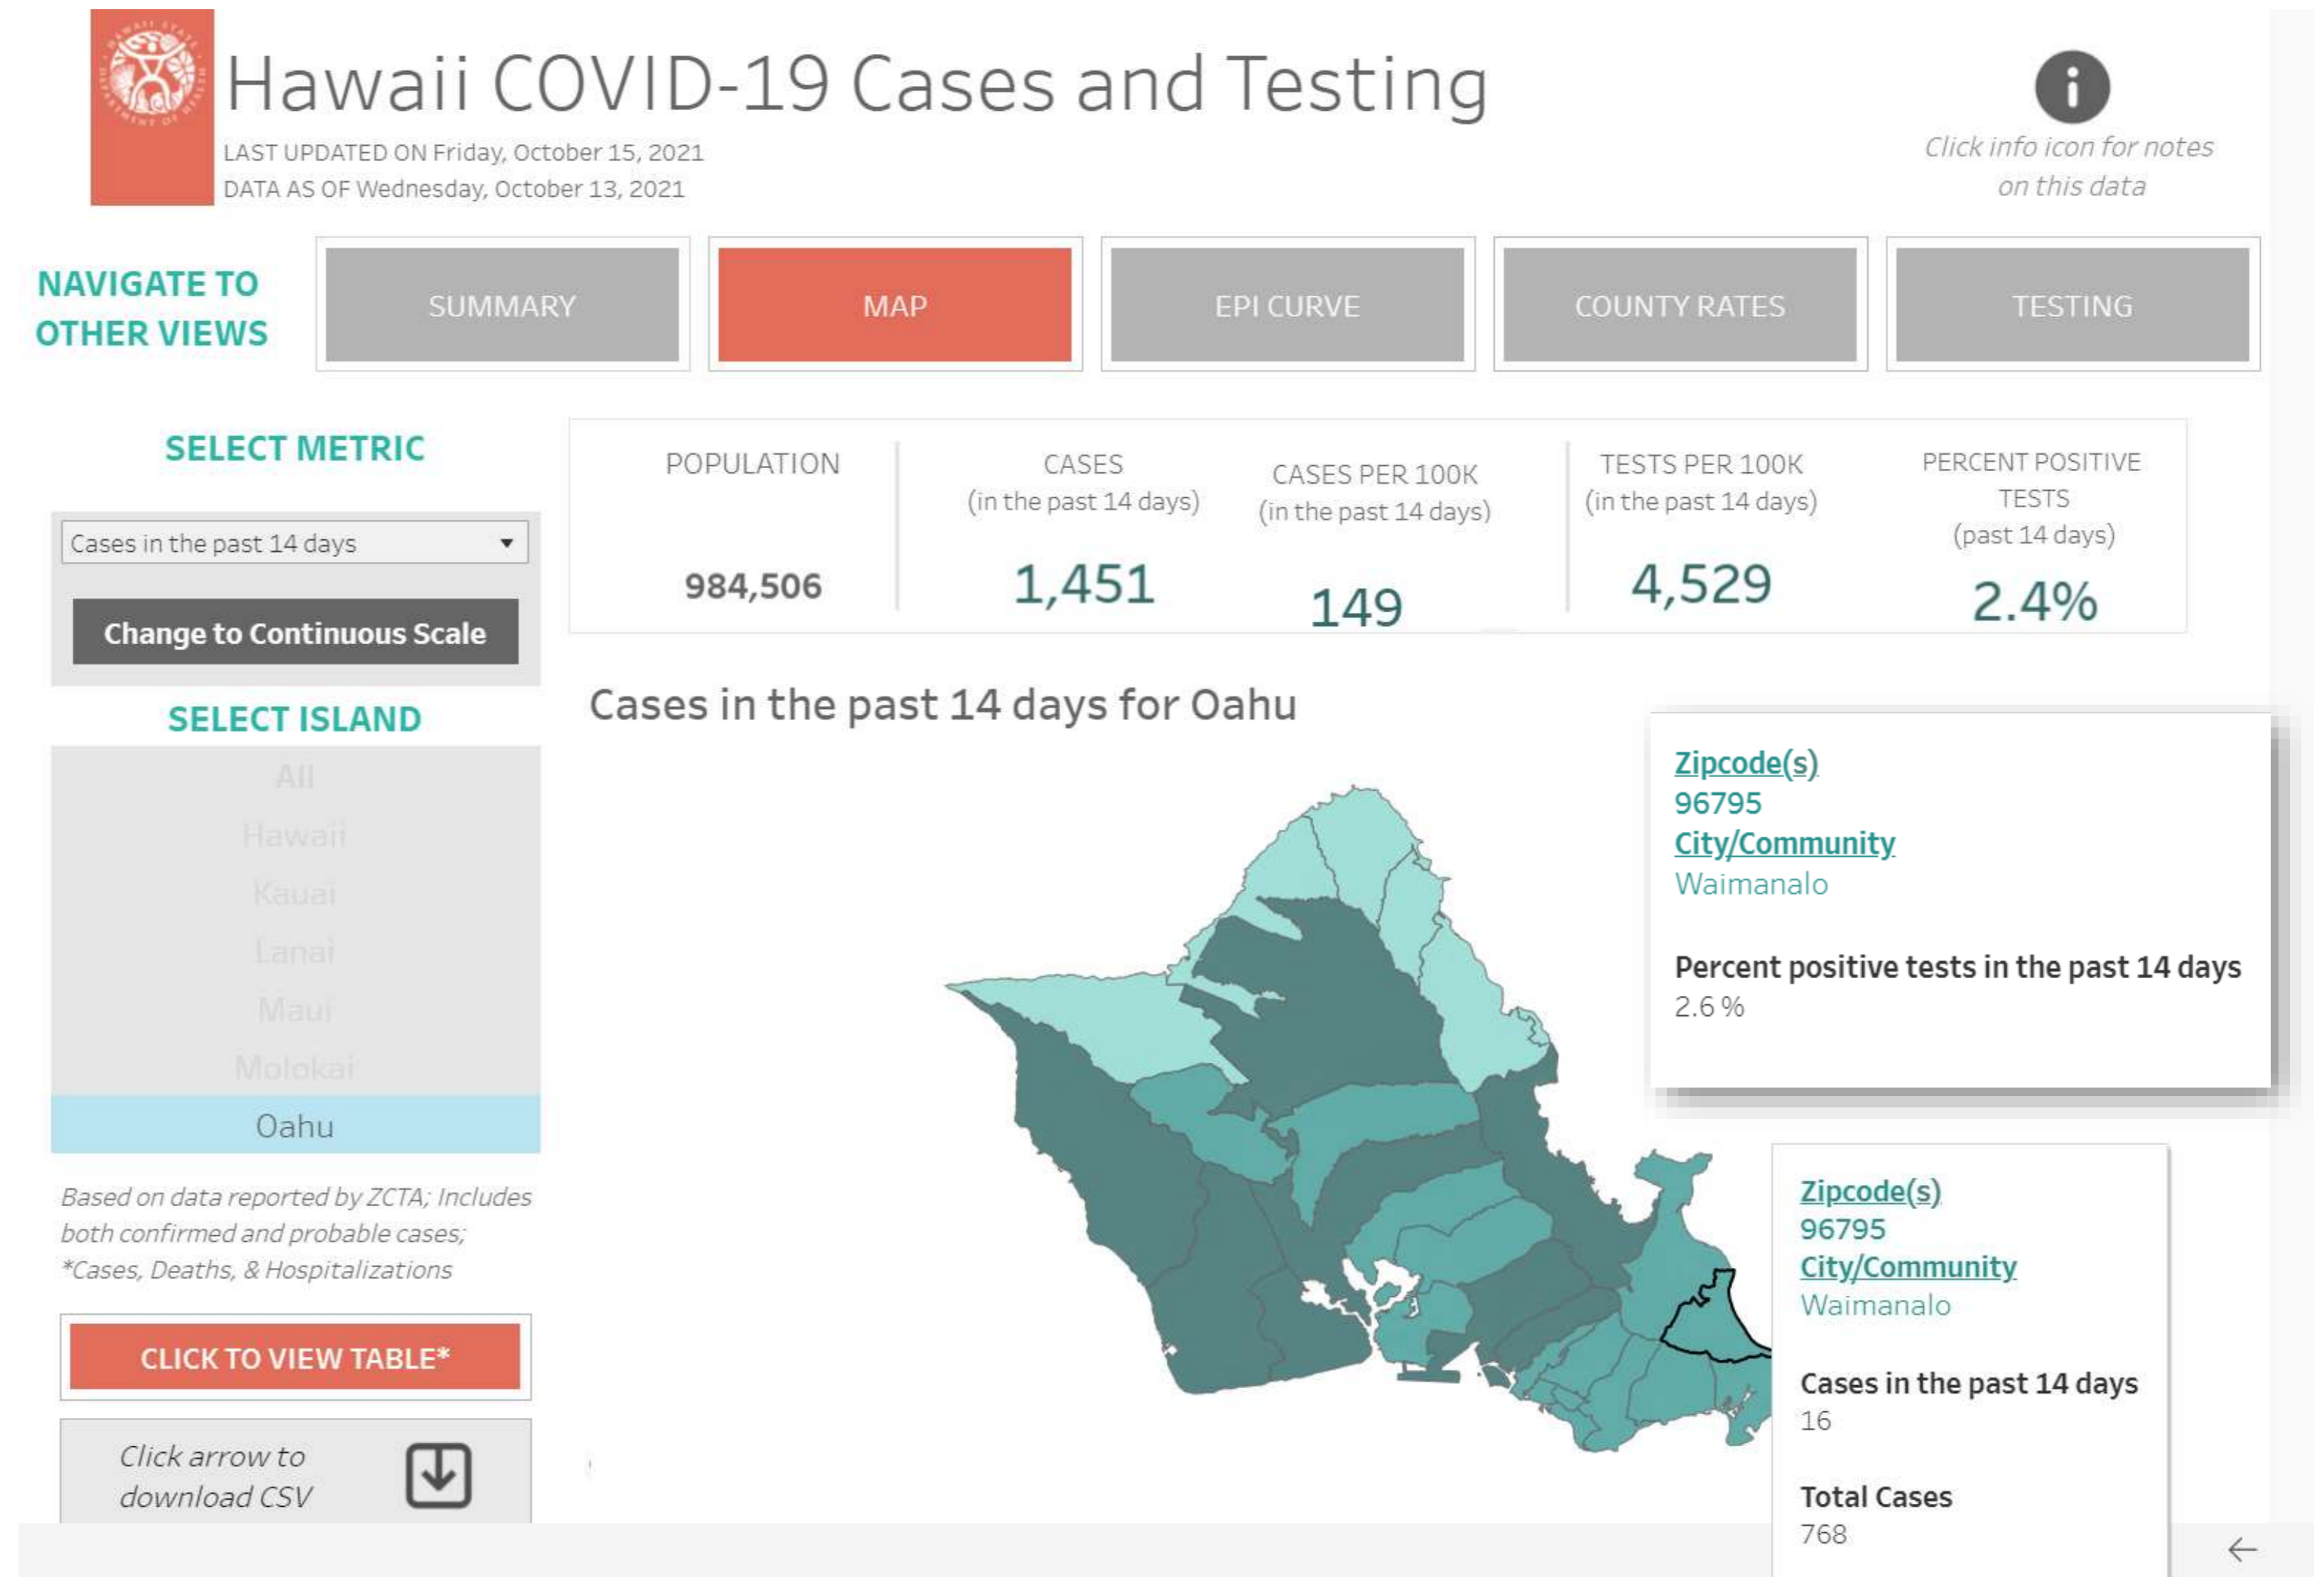 HAWAII STATE
DEPARTMENT OF HEALTH
Hawaii COVID-19 Cases and Testing
LAST UPDATED ON Friday, October 15, 2021
DATA AS OF Wednesday, October 13, 2021
Click info icon for notes
on this data
NAVIGATE TO
OTHER VIEWS
SUMMARY
MAP
EPI CURVE
COUNTY RATES
TESTING
SELECT METRIC
Cases in the past 14 days
Change to Continuous Scale
POPULATION
984,506
CASES
(in the past 14 days)
1,451
CASES PER 100K
(in the past 14 days)
149
TESTS PER 100K
(in the past 14 days)
4,529
PERCENT POSITIVE
TESTS
(past 14 days)
2.4%
SELECT ISLAND
All
Hawaii
Kauai
Lanai
Maui
Molokai
Oahu
Based on data reported by ZCTA; Includes
both confirmed and probable cases;
*Cases, Deaths, & Hospitalizations
CLICK TO VIEW TABLE*
Click arrow to
download CSV
Cases in the past 14 days for Oahu
Zipcode(s)
96795
City/Community
Waimanalo
Percent positive tests in the past 14 days
2.6 %
Zipcode(s)
96795
City/Community
Waimanalo
Cases in the past 14 days
16
Total Cases
768